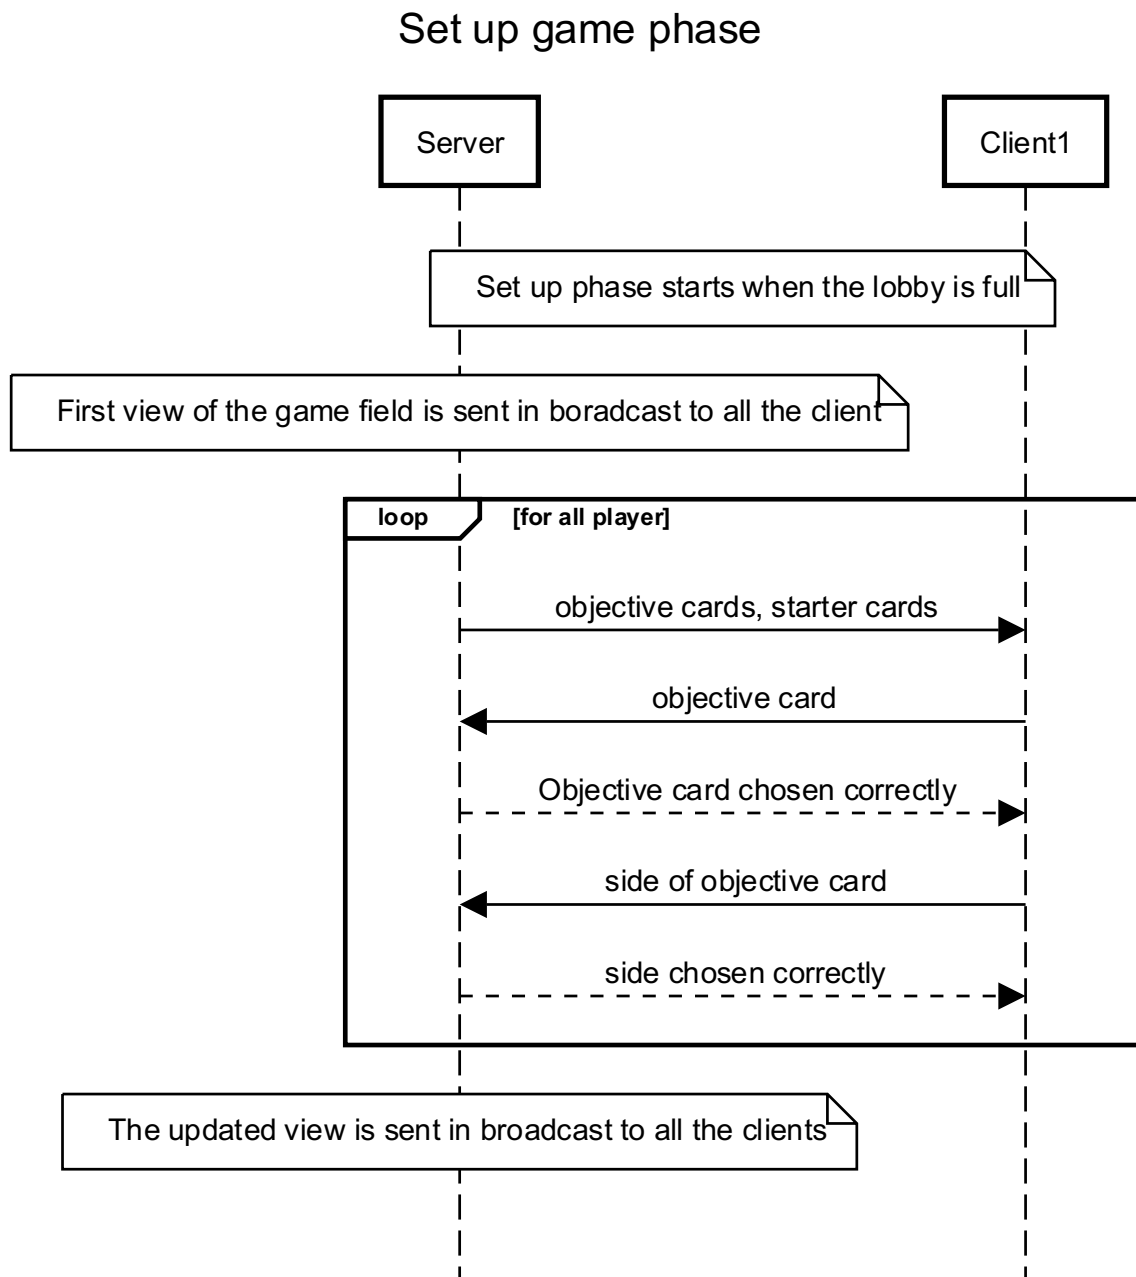 Set up game phase
Server
Client1
Set up phase starts when the lobby is full
First view of the game field is sent in boradcast to all the client
loop
[for all player]
objective cards, starter cards
objective card
Objective card chosen correctly
side of objective card
side chosen correctly
The updated view is sent in broadcast to all the clients